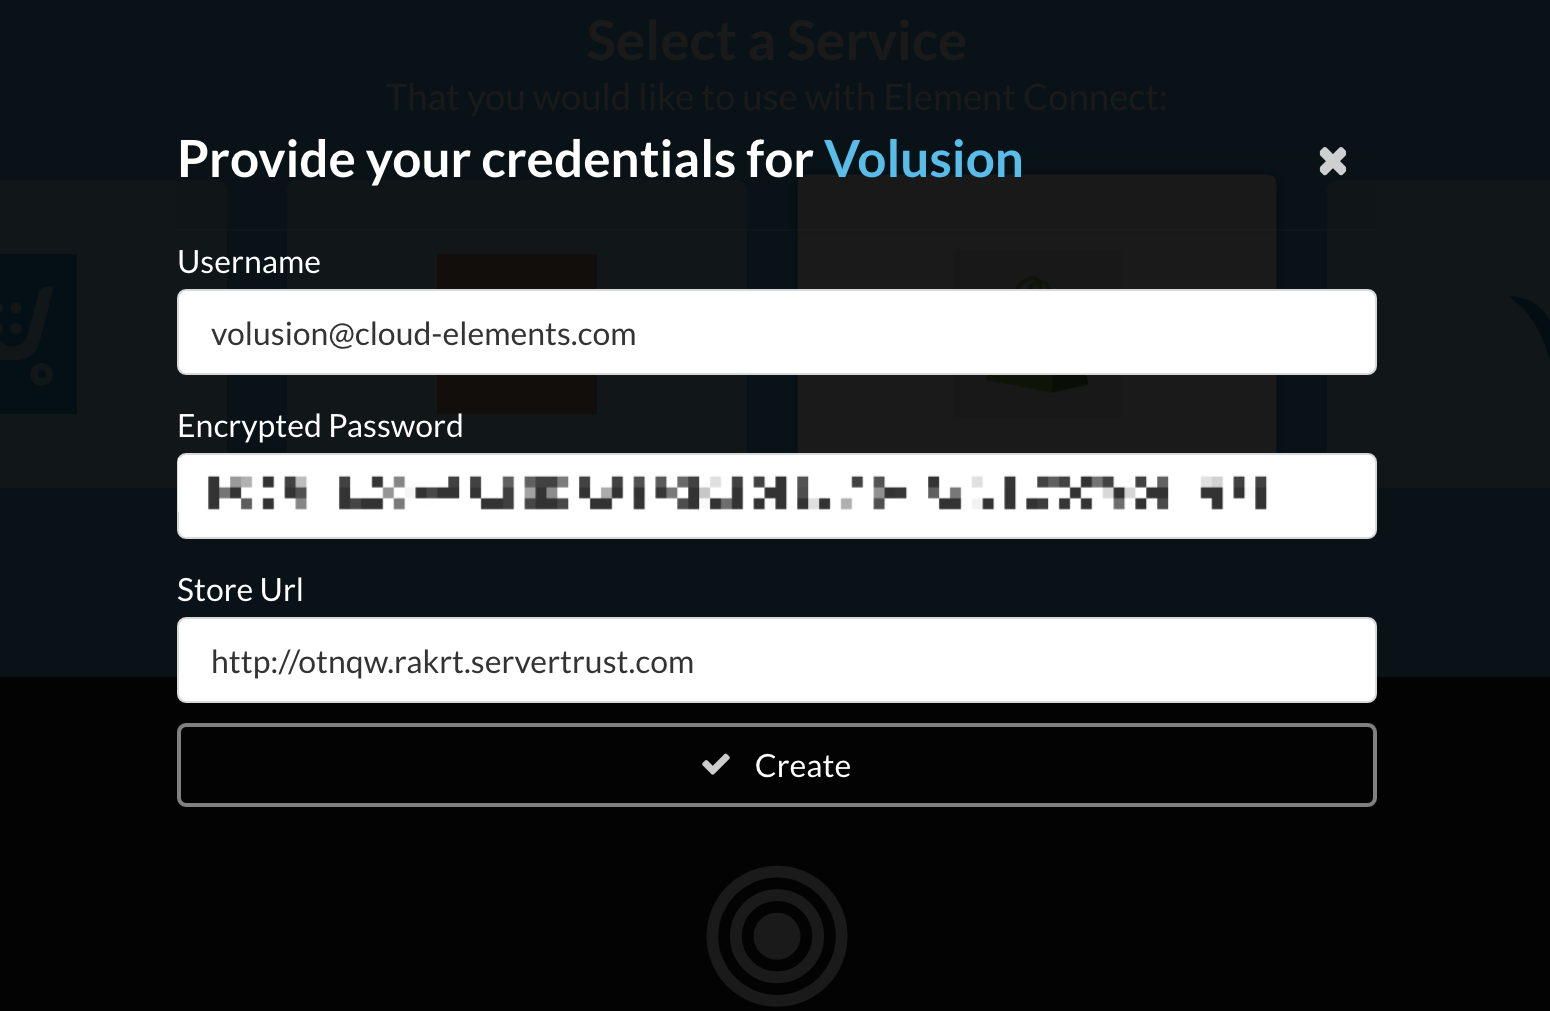 Select a Service
That you would like to use with Element Connect:
Provide your credentials for Volusion
Username
volusion@cloud-elements.com
Encrypted Password
Store Url
http://otnqw.rakrt.servertrust.com
Create